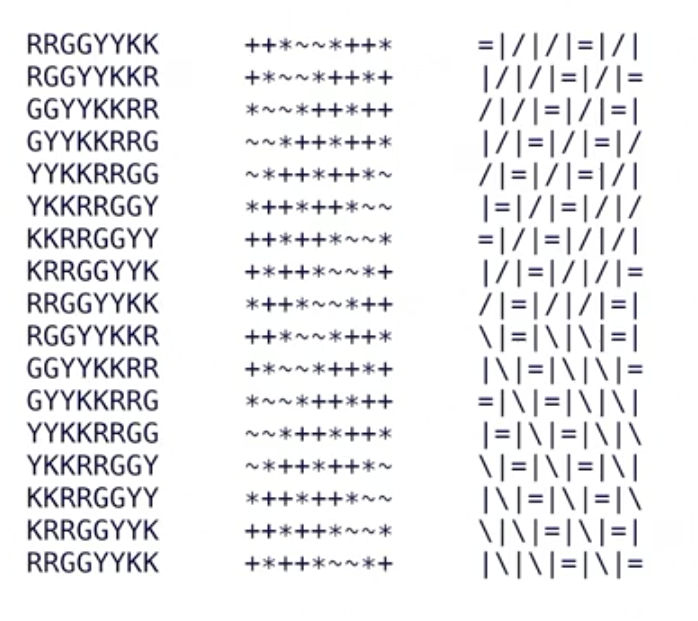 RRGGYYKK ++*~~*++* =|/|/|=|/|
RGGYYKKR +*~~*++*+ |/|/|=|/|=
GGYYKKRR *~~*++*++ /|/|=|/|=|
GYYKKRRG ~~*++*++* |/|=|/|=|/
YYKKRRGG ~*++*++*~ /|=|/|=|/|
YKKRRGGY *++*++*~~ |=|/|=|/|/
KKRRGGYY ++*++*~~* =|/|=|/|/|
KRRGGYYK +*++*~~*+ |/|=|/|/|=
RRGGYYKK *++*~~*++ /|=|/|/|=|
RGGYYKKR ++*~~*++* \|=|\|\|=|
GGYYKKRR +*~~*++*+ |\|=|\|\|=
GYYKKRRG *~~*++*++ =|\|=|\|\|
YYKKRRGG ~~*++*++* |=|\|=|\|\
YKKRRGGY ~*++*++*~ \|=|\|=|\|
KKRRGGYY *++*++*~~ |\|=|\|=|\
KRRGGYYK ++*++*~~* \|\|=|\|=|
RRGGYYKK +*++*~~*+ |\|\|=|\|=